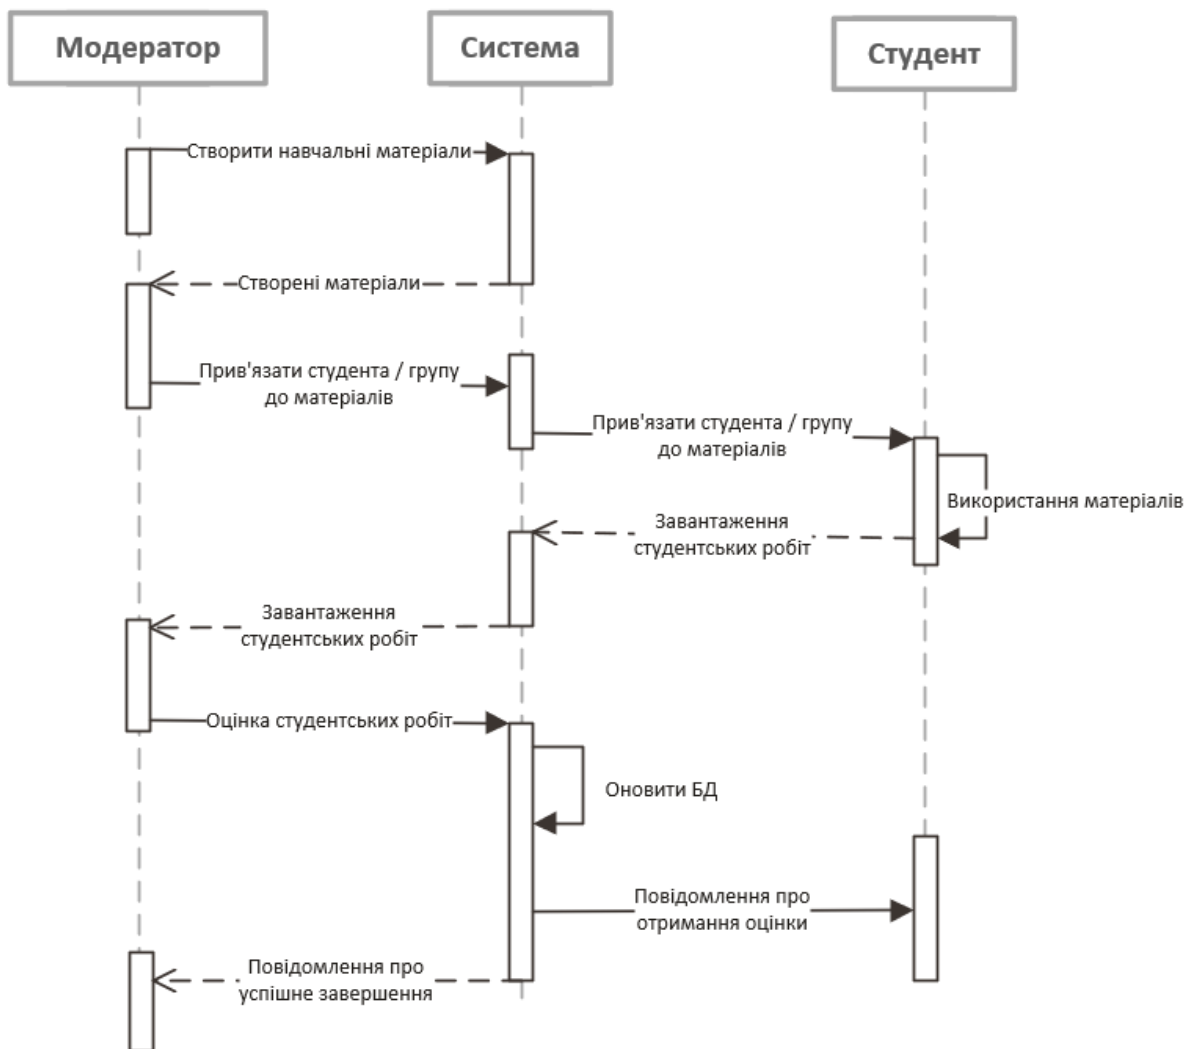 Модератор
Система
Студент
Створити навчальні матеріали
Створені матеріали
Прив'язати студента / групу
до матеріалів
Прив'язати студента / групу
до матеріалів
Використання матеріалів
Завантаження
студентських робіт
Завантаження
студентських робіт
Оцінка студентських робіт
Оновити БД
Повідомлення про
отримання оцінки
Повідомлення про
успішне завершення